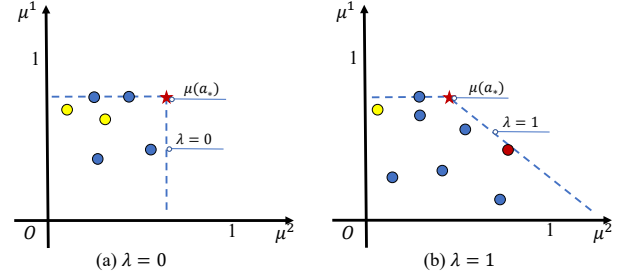 μ¹
1
μ(a⁎)
λ = 0
O
1
μ²
(a) λ = 0
μ¹
1
μ(a⁎)
λ = 1
O
1
μ²
(b) λ = 1